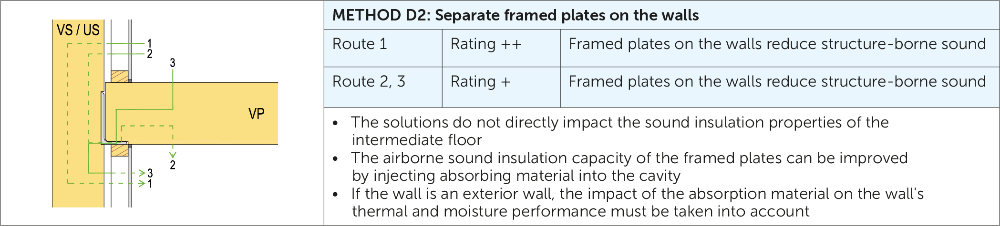 VS / US
1
2
3
VP
2
3
1
METHOD D2: Separate framed plates on the walls
Route 1 Rating ++ Framed plates on the walls reduce structure-borne sound
Route 2, 3 Rating + Framed plates on the walls reduce structure-borne sound
• The solutions do not directly impact the sound insulation properties of the
intermediate floor
• The airborne sound insulation capacity of the framed plates can be improved
by injecting absorbing material into the cavity
• If the wall is an exterior wall, the impact of the absorption material on the wall's
thermal and moisture performance must be taken into account